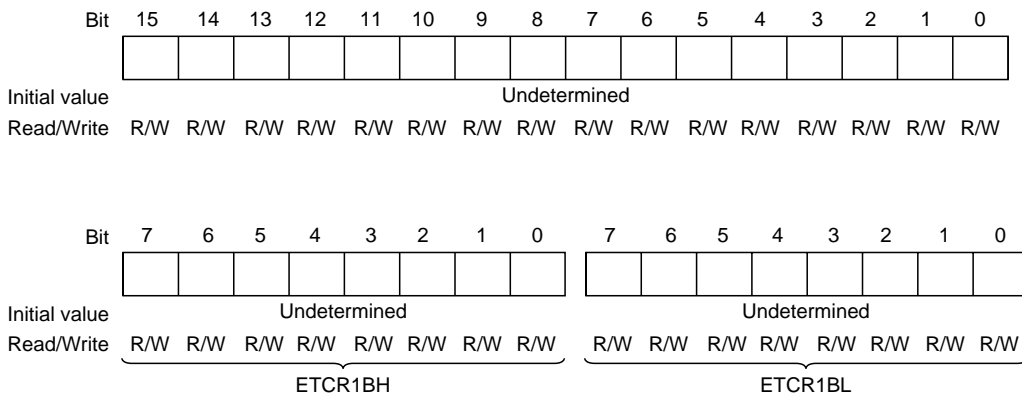 Bit 15 14 13 12 11 10 9 8 7 6 5 4 3 2 1 0
Initial value Undetermined
Read/Write R/W R/W R/W R/W R/W R/W R/W R/W R/W R/W R/W R/W R/W R/W R/W R/W
Bit 7 6 5 4 3 2 1 0 7 6 5 4 3 2 1 0
Initial value Undetermined Undetermined
Read/Write R/W R/W R/W R/W R/W R/W R/W R/W R/W R/W R/W R/W R/W R/W R/W R/W
ETCR1BH ETCR1BL